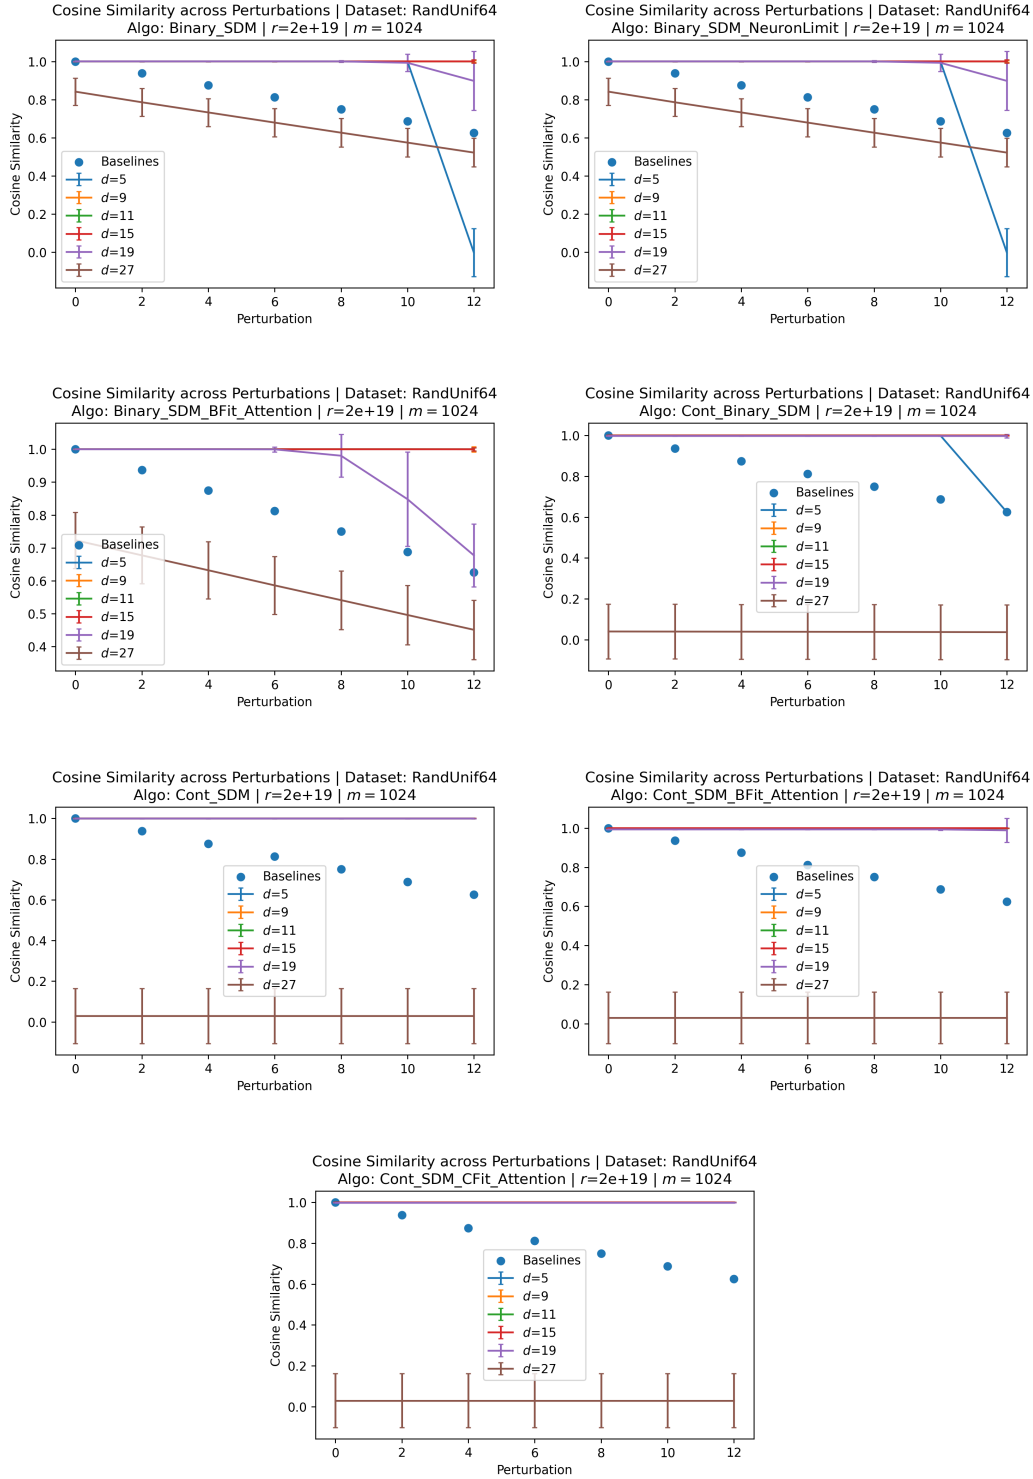 Cosine Similarity across Perturbations | Dataset: RandUnif64
Algo: Binary_SDM | r=2e+19 | m = 1024
Cosine Similarity
1.0
0.8
0.6
0.4
0.2
0.0
Baselines
d=5
d=9
d=11
d=15
d=19
d=27
0 2 4 6 8 10 12
Perturbation
Cosine Similarity across Perturbations | Dataset: RandUnif64
Algo: Binary_SDM_NeuronLimit | r=2e+19 | m = 1024
Cosine Similarity
1.0
0.8
0.6
0.4
0.2
0.0
Baselines
d=5
d=9
d=11
d=15
d=19
d=27
0 2 4 6 8 10 12
Perturbation
Cosine Similarity across Perturbations | Dataset: RandUnif64
Algo: Binary_SDM_BFit_Attention | r=2e+19 | m = 1024
Cosine Similarity
1.0
0.9
0.8
0.7
0.6
0.5
0.4
Baselines
d=5
d=9
d=11
d=15
d=19
d=27
0 2 4 6 8 10 12
Perturbation
Cosine Similarity across Perturbations | Dataset: RandUnif64
Algo: Cont_Binary_SDM | r=2e+19 | m = 1024
Cosine Similarity
1.0
0.8
0.6
0.4
0.2
0.0
Baselines
d=5
d=9
d=11
d=15
d=19
d=27
0 2 4 6 8 10 12
Perturbation
Cosine Similarity across Perturbations | Dataset: RandUnif64
Algo: Cont_SDM | r=2e+19 | m = 1024
Cosine Similarity
1.0
0.8
0.6
0.4
0.2
0.0
Baselines
d=5
d=9
d=11
d=15
d=19
d=27
0 2 4 6 8 10 12
Perturbation
Cosine Similarity across Perturbations | Dataset: RandUnif64
Algo: Cont_SDM_BFit_Attention | r=2e+19 | m = 1024
Cosine Similarity
1.0
0.8
0.6
0.4
0.2
0.0
Baselines
d=5
d=9
d=11
d=15
d=19
d=27
0 2 4 6 8 10 12
Perturbation
Cosine Similarity across Perturbations | Dataset: RandUnif64
Algo: Cont_SDM_CFit_Attention | r=2e+19 | m = 1024
Cosine Similarity
1.0
0.8
0.6
0.4
0.2
0.0
Baselines
d=5
d=9
d=11
d=15
d=19
d=27
0 2 4 6 8 10 12
Perturbation